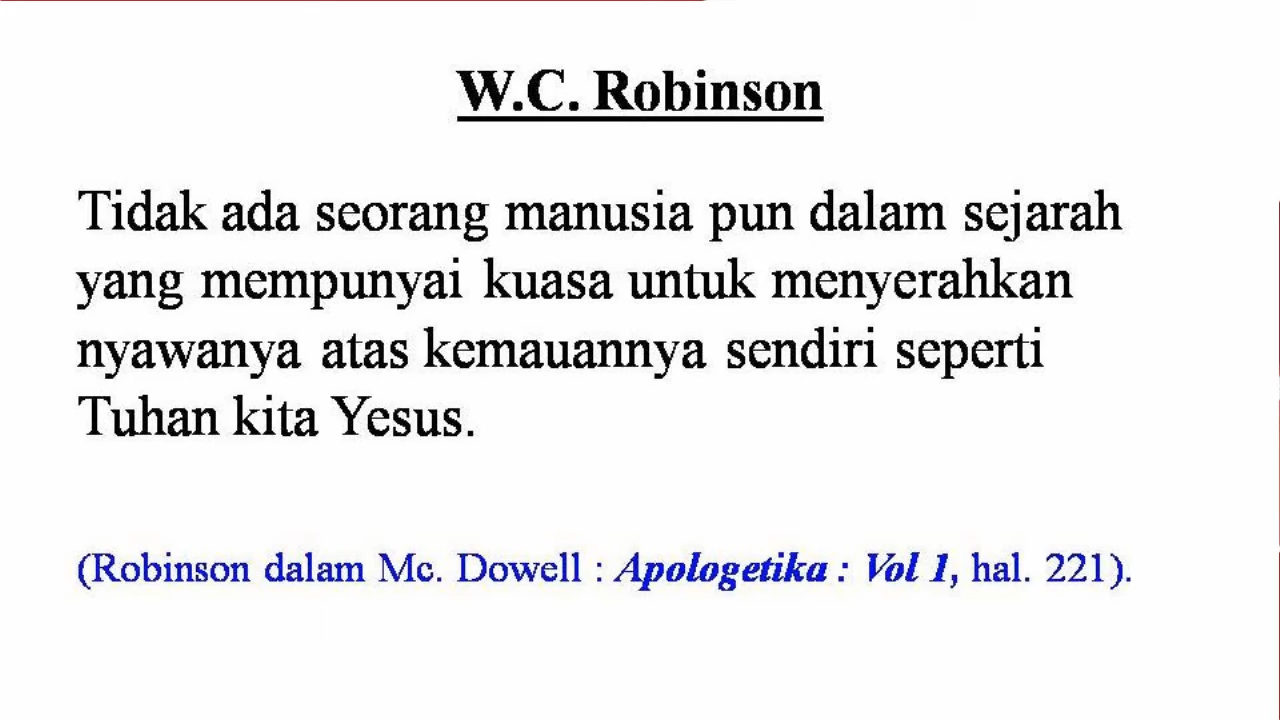 W.C. Robinson
Tidak ada seorang manusia pun dalam sejarah
yang mempunyai kuasa untuk menyerahkan
nyawanya atas kemauannya sendiri seperti
Tuhan kita Yesus.
(Robinson dalam Mc. Dowell : Apologetika : Vol 1, hal. 221).